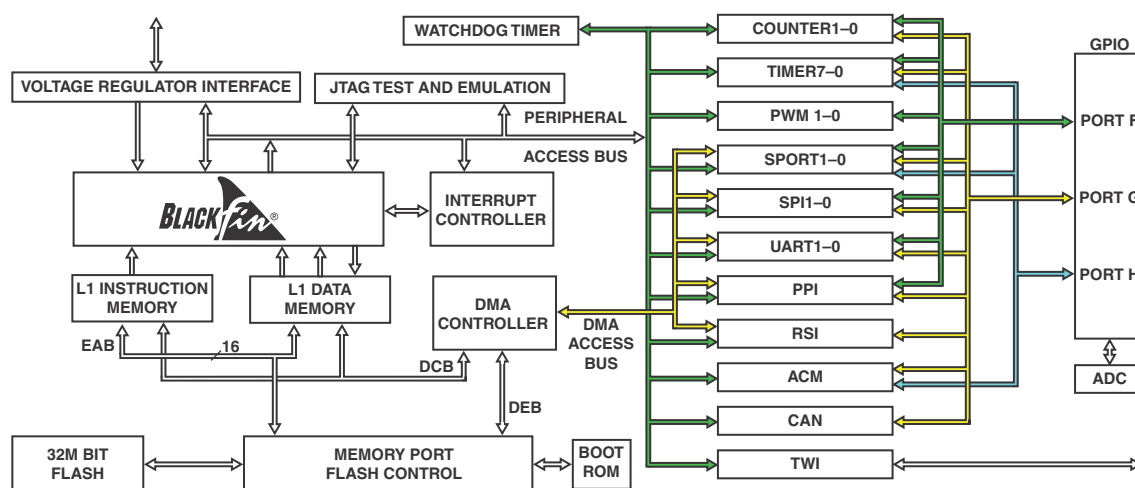 WATCHDOG TIMER
VOLTAGE REGULATOR INTERFACE
JTAG TEST AND EMULATION
PERIPHERAL
ACCESS BUS
BLACKfin®
INTERRUPT
CONTROLLER
L1 INSTRUCTION
MEMORY
L1 DATA
MEMORY
DMA
CONTROLLER
DMA
ACCESS
BUS
EAB
16
DCB
DEB
32M BIT
FLASH
MEMORY PORT
FLASH CONTROL
BOOT
ROM
COUNTER1–0
TIMER7–0
PWM 1–0
SPORT1–0
SPI1–0
UART1–0
PPI
RSI
ACM
CAN
TWI
GPIO
PORT F
PORT G
PORT H
ADC